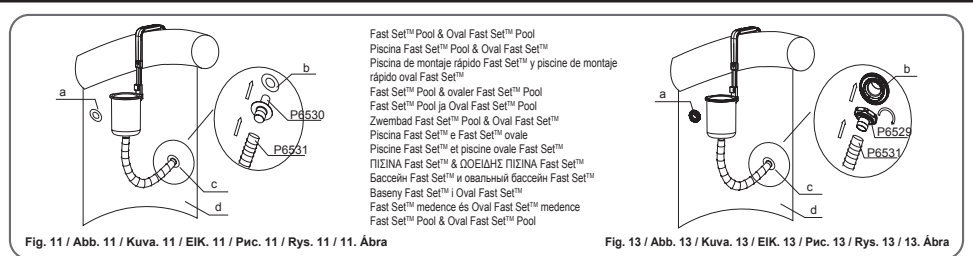 a
b
P6530
P6531
c
d
Fig. 11 / Abb. 11 / Kuva. 11 / ΕΙΚ. 11 / Рис. 11 / Rys. 11 / 11. Ábra
Fast Set™ Pool & Oval Fast Set™ Pool
Piscina Fast Set™ Pool & Oval Fast Set™
Piscina de montaje rápido Fast Set™ y piscine de montaje
rápido oval Fast Set™
Fast Set™ Pool & ovaler Fast Set™ Pool
Fast Set™ Pool ja Oval Fast Set™ Pool
Zwembad Fast Set™ Pool & Oval Fast Set™
Piscina Fast Set™ e Fast Set™ ovale
Piscine Fast Set™ et piscine ovale Fast Set™
ΠΙΣΙΝΑ Fast Set™ & ΩΟΕΙΔΗΣ ΠΙΣΙΝΑ Fast Set™
Бассейн Fast Set™ и овальный бассейн Fast Set™
Baseny Fast Set™ i Oval Fast Set™
Fast Set™ medence és Oval Fast Set™ medence
Fast Set™ Pool & Oval Fast Set™ Pool
a
b
P6529
P6531
c
d
Fig. 13 / Abb. 13 / Kuva. 13 / ΕΙΚ. 13 / Рис. 13 / Rys. 13 / 13. Ábra